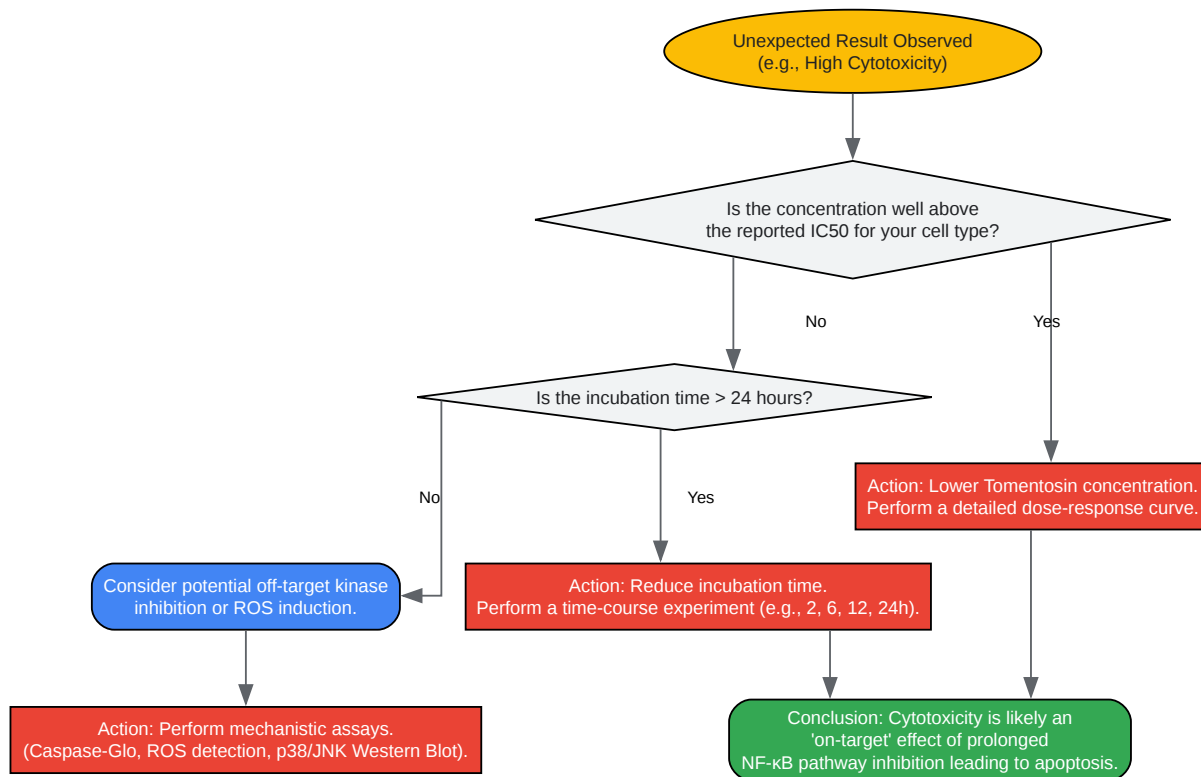 Unexpected Result Observed
(e.g., High Cytotoxicity)
Is the concentration well above
the reported IC50 for your cell type?
No
Yes
Is the incubation time > 24 hours?
No
Yes
Action: Lower Tomentosin concentration.
Perform a detailed dose-response curve.
Consider potential off-target kinase
inhibition or ROS induction.
Action: Reduce incubation time.
Perform a time-course experiment (e.g., 2, 6, 12, 24h).
Action: Perform mechanistic assays.
(Caspase-Glo, ROS detection, p38/JNK Western Blot).
Conclusion: Cytotoxicity is likely an
'on-target' effect of prolonged
NF-κB pathway inhibition leading to apoptosis.